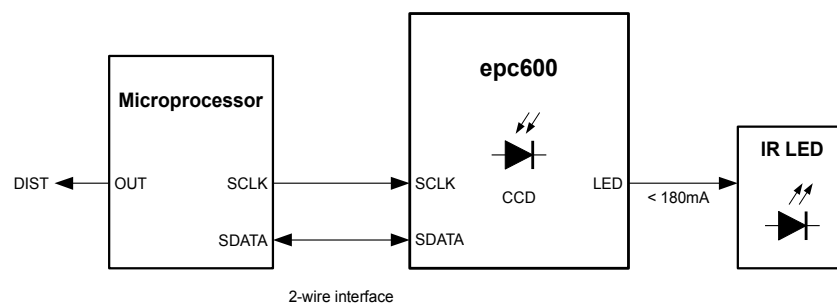 epc600
Microprocessor
IR LED
DIST
OUT
SCLK
SCLK
CCD
LED
< 180mA
SDATA
SDATA
2-wire interface